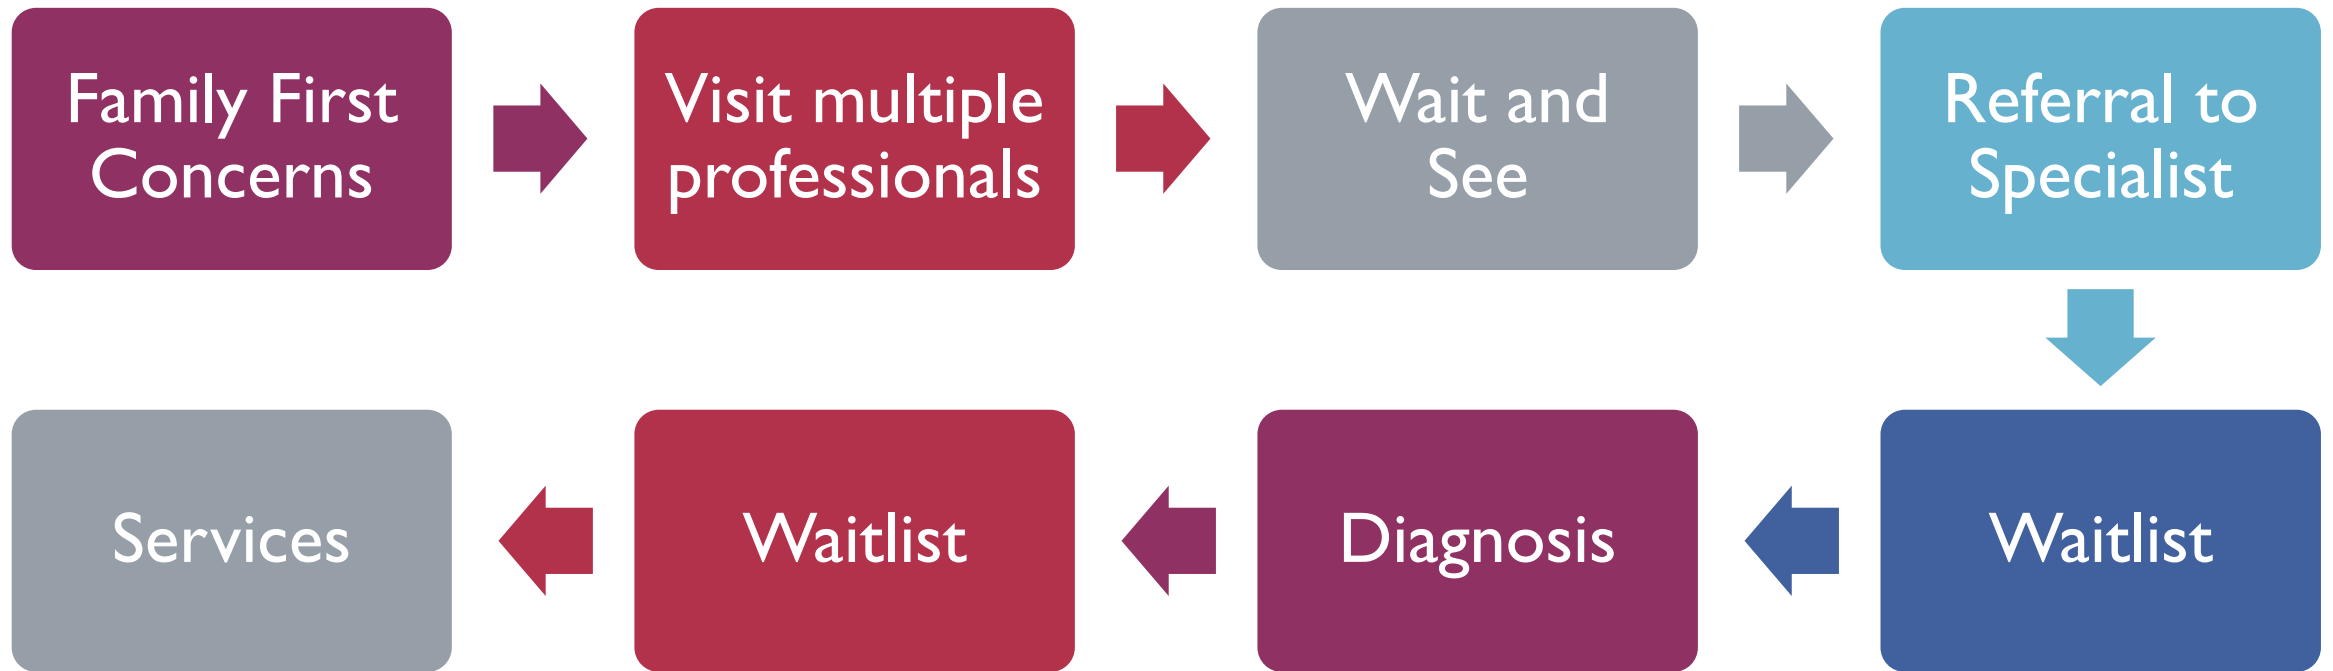 Family First
Concerns
Visit multiple
professionals
Wait and
See
Referral to
Specialist
Waitlist
Diagnosis
Waitlist
Services